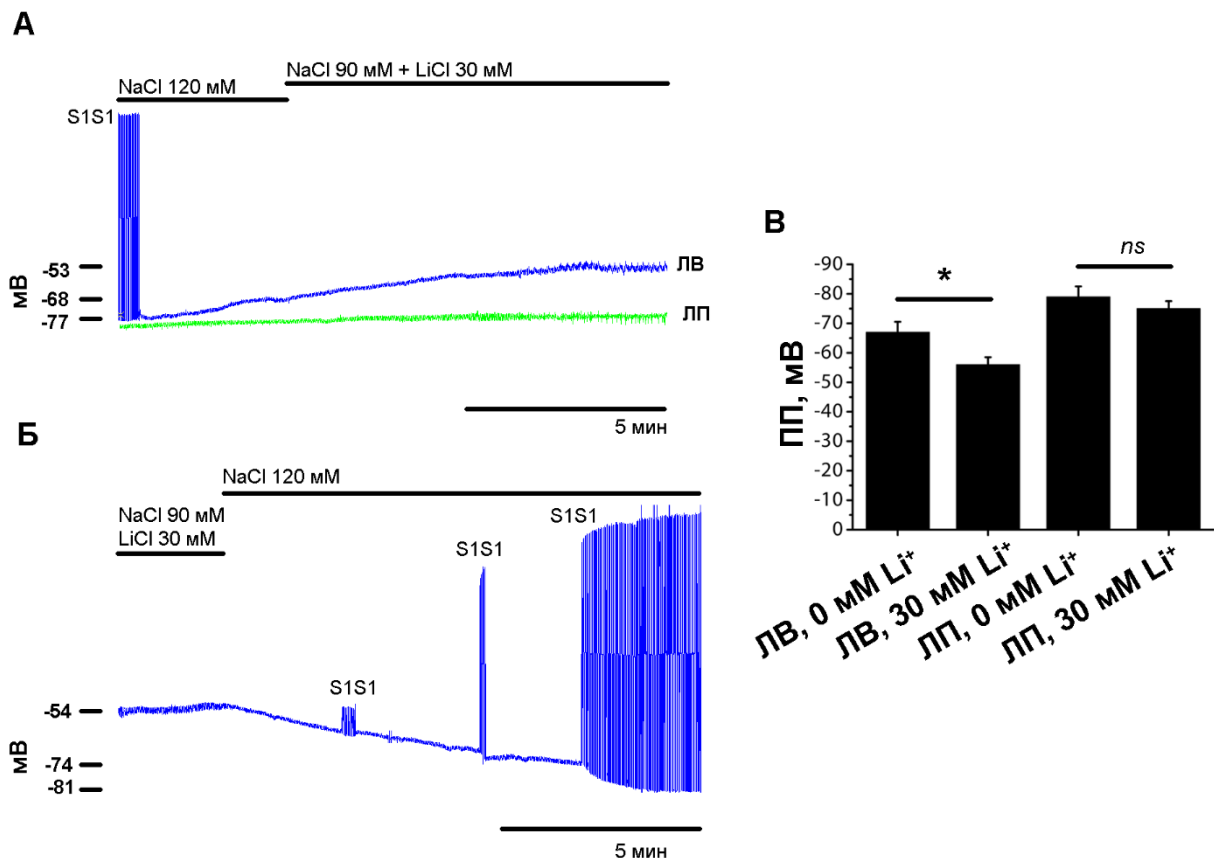 А
NaCl 120 мМ
NaCl 90 мМ + LiCl 30 мМ
S1S1
мВ
-53
-68
-77
ЛВ
ЛП
5 мин
Б
NaCl 90 мМ
LiCl 30 мМ
NaCl 120 мМ
S1S1
S1S1
S1S1
мВ
-54
-74
-81
5 мин
В
ПП, мВ
-90
-80
-70
-60
-50
-40
-30
-20
-10
0
*
ns
ЛВ, 0 мМ Li⁺
ЛВ, 30 мМ Li⁺
ЛП, 0 мМ Li⁺
ЛП, 30 мМ Li⁺